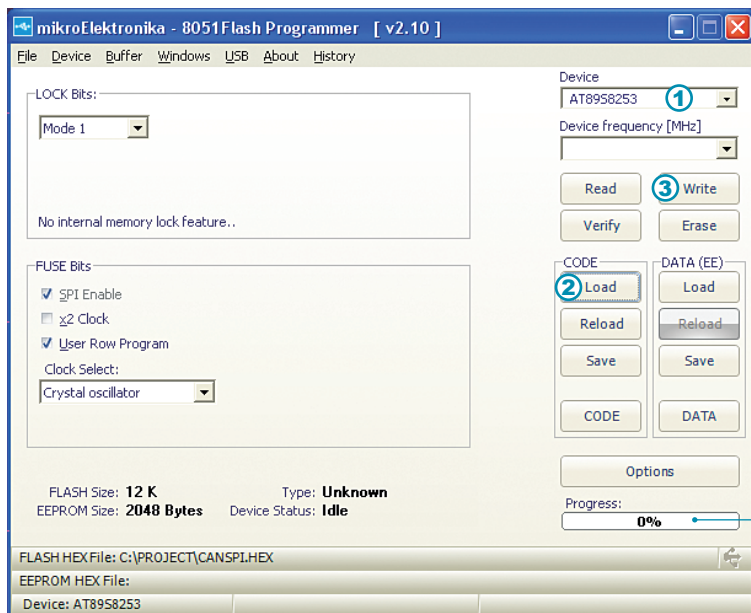 mikroElektronika - 8051Flash Programmer [ v2.10 ]
File Device Buffer Windows USB About History
LOCK Bits:
Mode 1
No internal memory lock feature..
FUSE Bits
SPI Enable
x2 Clock
User Row Program
Clock Select:
Crystal oscillator
FLASH Size: 12 K
Type: Unknown
EEPROM Size: 2048 Bytes
Device Status: Idle
Device
AT89S8253 1
Device frequency [MHz]
Read
3 Write
Verify
Erase
CODE
2 Load
Reload
Save
CODE
DATA (EE)
Load
Reload
Save
DATA
Options
Progress:
0%
FLASH HEX File: C:\PROJECT\CANSPI.HEX
EEPROM HEX File:
Device: AT89S8253